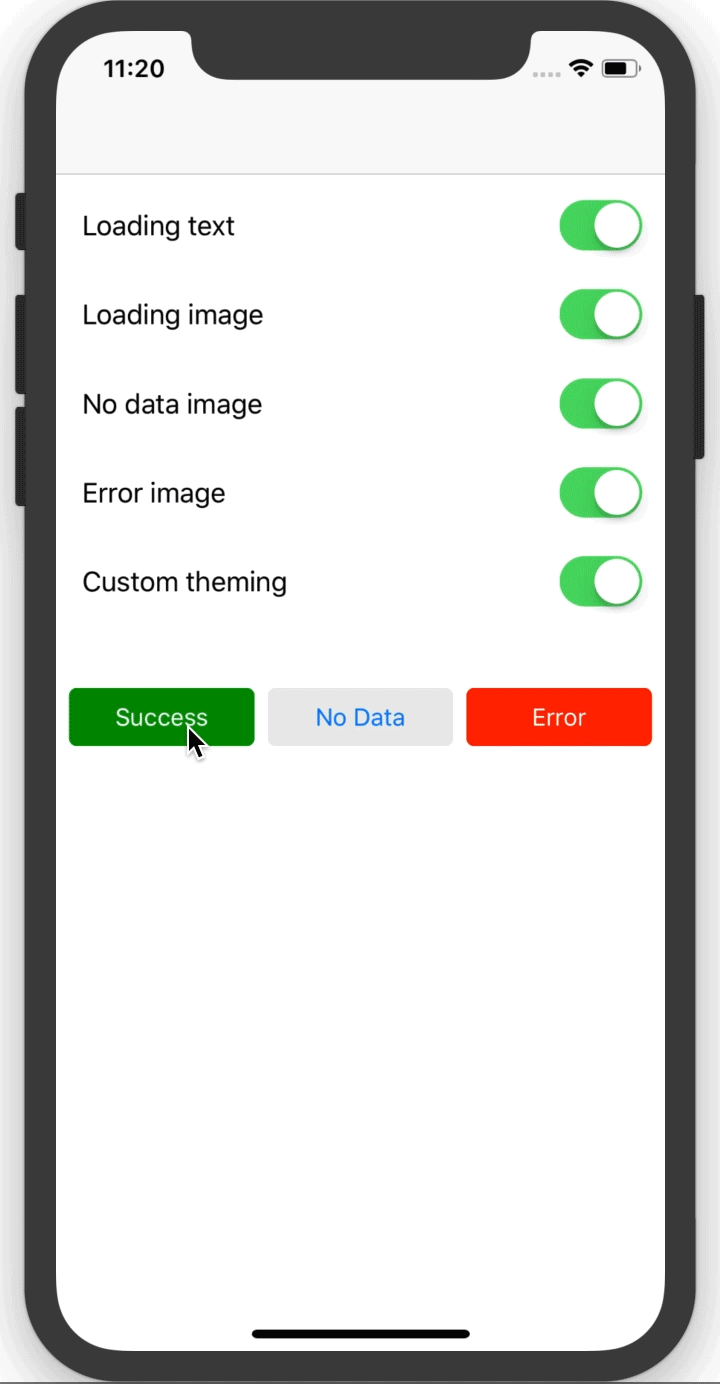 11:20
Loading text
Loading image
No data image
Error image
Custom theming
Success No Data Error